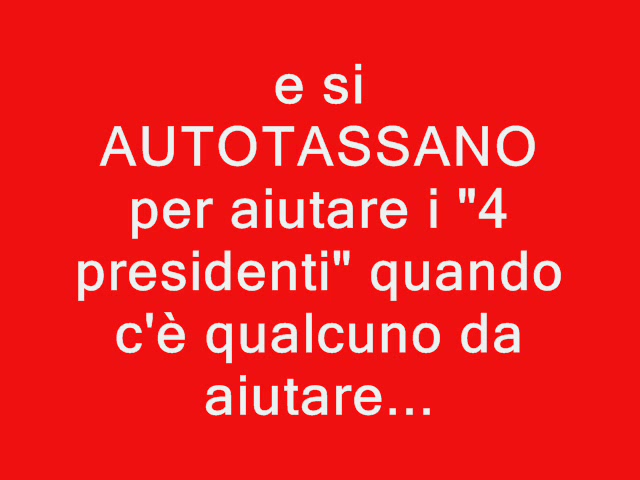 e si
AUTOTASSANO
per aiutare i "4
presidenti" quando
c'è qualcuno da
aiutare...